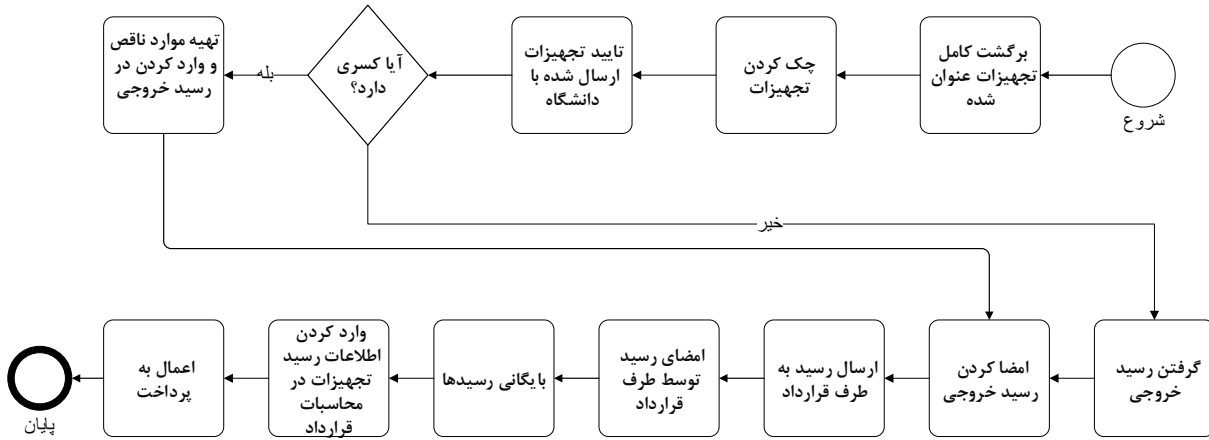 شروع
برگشت کامل
تجهیزات عنوان
شده
چک کردن
تجهیزات
تایید تجهیزات
ارسال شده با
دانشگاه
آیا کسری
دارد؟
بله
تهیه موارد ناقص
و وارد کردن در
رسید خروجی
خیر
گرفتن رسید
خروجی
امضا کردن
رسید خروجی
ارسال رسید به
طرف قرارداد
امضای رسید
توسط طرف
قرارداد
بایگانی رسیدها
وارد کردن
اطلاعات رسید
تجهیزات در
محاسبات
قرارداد
اعمال به
پرداخت
پایان